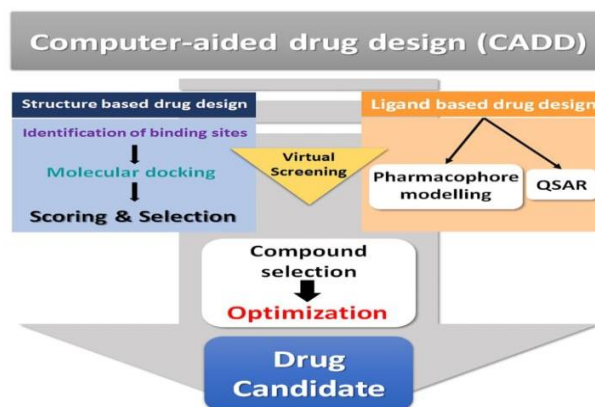 Computer-aided drug design (CADD)
Structure based drug design
Identification of binding sites
Molecular docking
Scoring & Selection
Virtual
Screening
Ligand based drug design
Pharmacophore
modelling
QSAR
Compound
selection
Optimization
Drug
Candidate